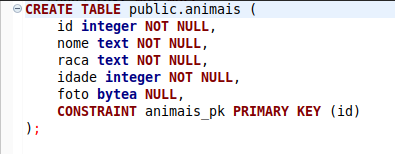 CREATE TABLE public.animais (
id integer NOT NULL,
nome text NOT NULL,
raca text NOT NULL,
idade integer NOT NULL,
foto bytea NULL,
CONSTRAINT animais_pk PRIMARY KEY (id)
);